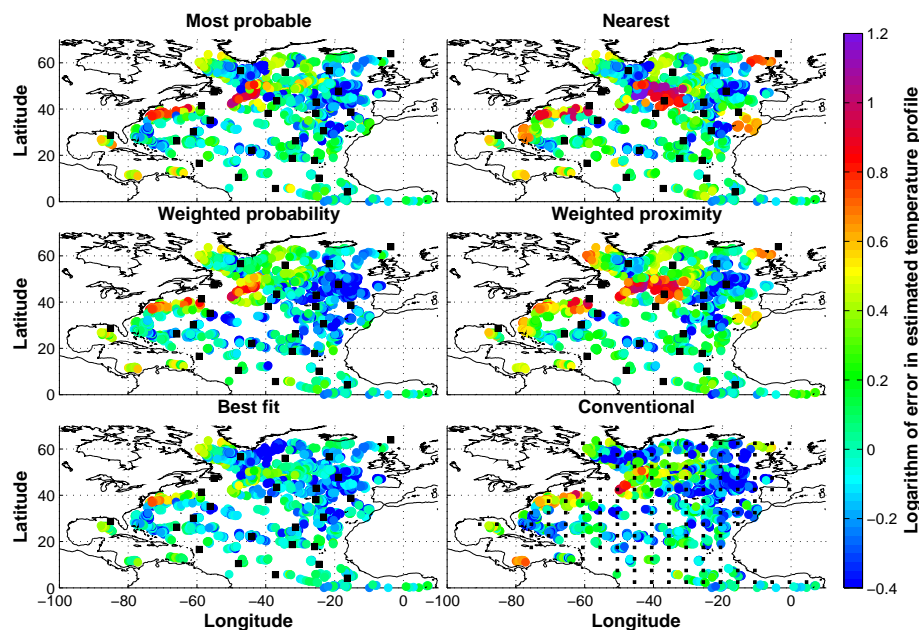 Most probable
Nearest
60
40
20
0
Latitude
Weighted probability
Weighted proximity
60
40
20
0
Latitude
Best fit
Conventional
60
40
20
0
Latitude
−100 −80 −60 −40 −20 0
−100 −80 −60 −40 −20 0
Longitude
Longitude
1.2
1
0.8
0.6
0.4
0.2
0
−0.2
−0.4
Logarithm of error in estimated temperature profile